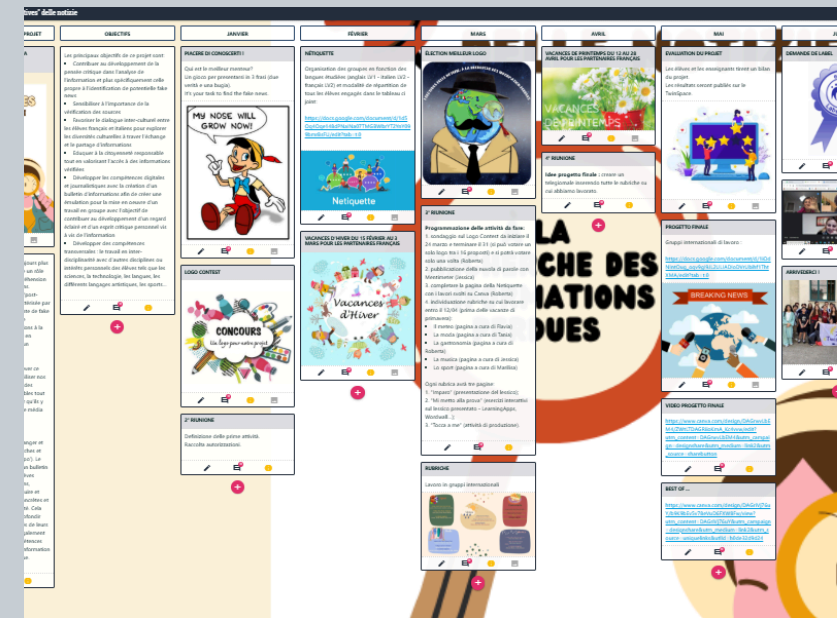 ives" delle notizie
PROJET
OBJECTIFS
Les principaux objectifs de ce projet sont:
Contribuer au développement de la
pensée critique dans l'analyse de
l'information et plus spécifiquement celle
propre à l'identification de potentielle fake
news
Sensibiliser à l'importance de la
vérification des sources
Favoriser le dialogue inter-culturel entre
les élèves français et italiens pour explorer
les diversités culturelles à traver l'échange
et le partage d'informations
Eduquer à la citoyenneté responsable
tout en valorisant l'accès à des informations
vérifiées
Développer les compétences digitales
et journalistiques avec la création d'un
bulletin d'informations afin de créer une
émulation pour la mise en oeuvre d'un
travail en groupe avec l'objectif de
contribuer au développement d'un regard
éclairé et d'un esprit critique personnel vis
à vis de l'information
Développer des compétences
transversales : le travail en inter-
disciplinarité avec d'autres disciplines ou
intérêts personnels des élèves tels que les
sciences, la technologie, les langues, les
différents langages artistiques, les sports...
JANVIER
PIACERE DI CONOSCERTI !
Qui est le meilleur menteur?
Un gioco per presentarsi in 3 frasi (due
verità e una bugia)
It's your task to find the fake news.
MY NOSE WILL
GROW NOW!
LOGO CONTEST
CONCOURS
Un logo pour notre projet
2° RIUNIONE
Definizione delle prime attività.
Raccolta autorizzazioni.
FÉVRIER
NÉTIQUETTE
Organisation des groupes en fonction des
langues étudiées (anglais LV1 - italien LV2 -
français LV2) et modalité de répartition de
tous les élèves engagés dans le tableau ci
joint:
Netiquette
VACANCES D'HIVER DU 15 FÉVRIER AU 3
MARS POUR LES PARTENAIRES FRANÇAIS
Vacances
d'Hiver
MARS
ÉLECTION MEILLEUR LOGO
3° RIUNIONE
Programmazione delle attività da fare:
1. sondaggio sul Logo Contest da iniziare il
24 marzo e terminare il 31 (si può votare un
solo logo tra i 16 proposti) e si potrà votare
solo una volta (Roberta)
2. pubblicazione della nuvola di parole con
Mentimeter (Jessica)
3. completare la pagina della Netiquette
con i lavori svolti su Canva (Roberta)
4. individuazione rubriche su cui lavorare
entro il 12/04 (prima delle vacanze di
primavera):
Il meteo (pagina a cura di Flavia)
La moda (pagina a cura di Tania)
La gastronomia (pagina a cura di
Roberta)
La musica (pagina a cura di Jessica)
Lo sport (pagina a cura di Marilisa)
Ogni rubrica avrà tre pagine:
1. "Imparo" (presentazione del lessico);
2. "Mi metto alla prova" (esercizi interattivi
sul lessico presentato - LearningApps,
Wordwall...);
3. "Tocca a me" (attività di produzione).
RUBRICHE
Lavoro in gruppi internazionali
AVRIL
VACANCES DE PRINTEMPS DU 12 AU 28
AVRIL POUR LES PARTENAIRES FRANÇAIS
VACANCES
DE PRINTEMPS
4° RIUNIONE
Idee progetto finale : creare un
telegiornale inserendo tutte le rubriche su
cui abbiamo lavorato.
LA
CHE DES
MATIONS
QUES
MAI
EVALUATION DU PROJET
Les élèves et les enseignants tirent un bilan
du projet
Les résultats seront publiés sur le
TwinSpace
PROGETTO FINALE
Gruppi internazionali di lavoro :
BREAKING NEWS
VIDEO PROGETTO FINALE
BEST OF ...
DEMANDE DE LABEL
ARRIVEDERCI !